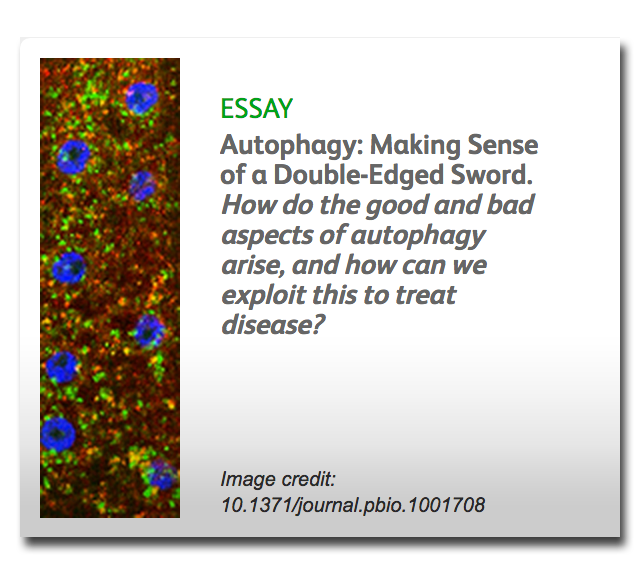 ESSAY
Autophagy: Making Sense
of a Double-Edged Sword.
How do the good and bad
aspects of autophagy
arise, and how can we
exploit this to treat
disease?
Image credit:
10.1371/journal.pbio.1001708